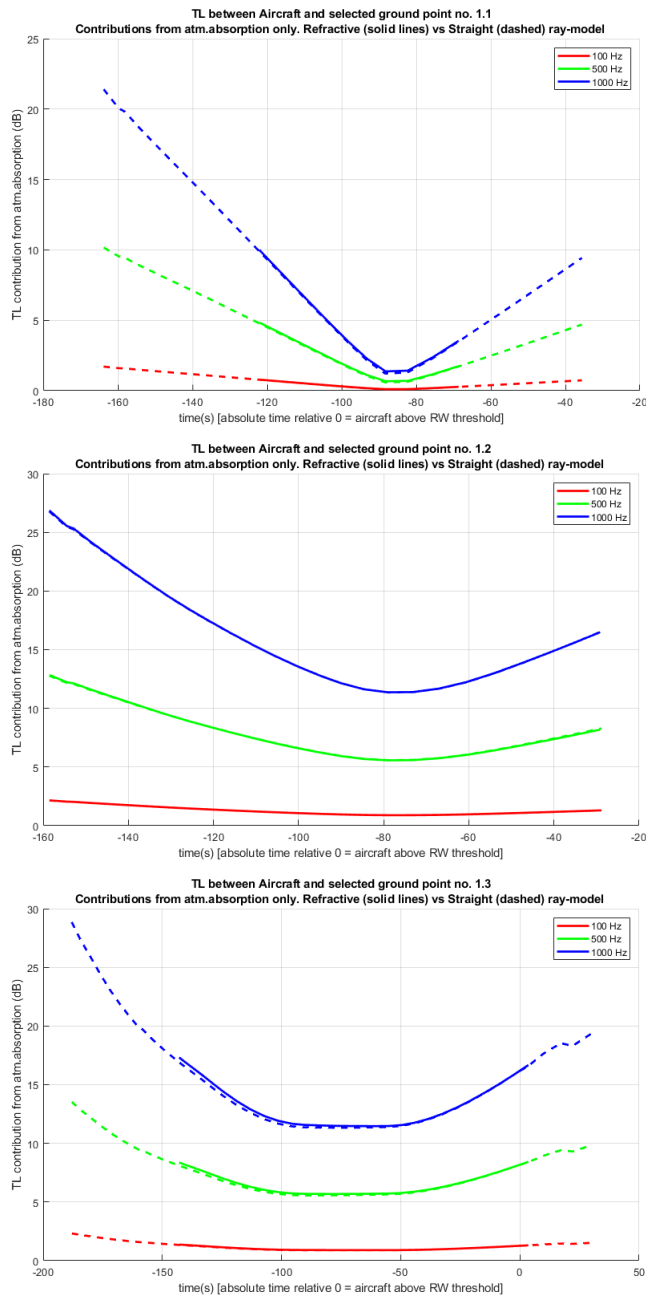 TL between Aircraft and selected ground point no. 1.1
Contributions from atm.absorption only. Refractive (solid lines) vs Straight (dashed) ray-model
25
20
15
10
5
0
TL contribution from atm.absorption (dB)
100 Hz
500 Hz
1000 Hz
-180 -160 -140 -120 -100 -80 -60 -40 -20
time(s) [absolute time relative 0 = aircraft above RW threshold]
TL between Aircraft and selected ground point no. 1.2
Contributions from atm.absorption only. Refractive (solid lines) vs Straight (dashed) ray-model
30
25
20
15
10
5
0
TL contribution from atm.absorption (dB)
100 Hz
500 Hz
1000 Hz
-160 -140 -120 -100 -80 -60 -40 -20
time(s) [absolute time relative 0 = aircraft above RW threshold]
TL between Aircraft and selected ground point no. 1.3
Contributions from atm.absorption only. Refractive (solid lines) vs Straight (dashed) ray-model
30
25
20
15
10
5
0
TL contribution from atm.absorption (dB)
100 Hz
500 Hz
1000 Hz
-200 -150 -100 -50 0 50
time(s) [absolute time relative 0 = aircraft above RW threshold]